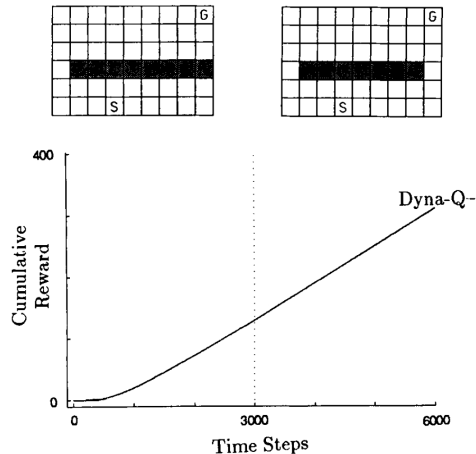 G
G
S
S
400
Dyna-Q-
Cumulative
Reward
0
0
3000
6000
Time Steps